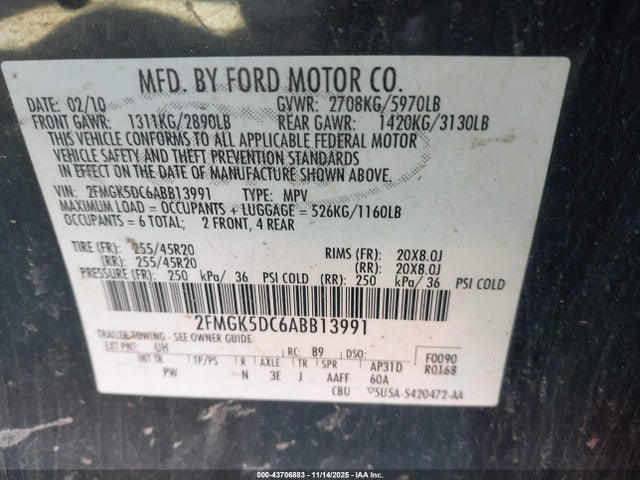 MFD. BY FORD MOTOR CO.
DATE: 02/10 GVWR: 2708KG/5970LB
FRONT GAWR: 1311KG/2890LB REAR GAWR: 1420KG/3130LB
THIS VEHICLE CONFORMS TO ALL APPLICABLE FEDERAL MOTOR
VEHICLE SAFETY AND THEFT PREVENTION STANDARDS
IN EFFECT ON THE DATE OF MANUFACTURE SHOWN ABOVE.
VIN: 2FMGK5DC6ABB13991 TYPE: MPV
MAXIMUM LOAD = OCCUPANTS + LUGGAGE = 526KG/1160LB
OCCUPANTS = 6 TOTAL; 2 FRONT, 4 REAR
TIRE (FR): 255/45R20 RIMS (FR): 20X8.0J
(RR): 255/45R20 (RR): 20X8.0J
PRESSURE (FR): 250 kPa/ 36 PSI COLD (RR): 250 kPa/ 36 PSI COLD
2FMGK5DC6ABB13991
TRAILER TOWING - SEE OWNER GUIDE
EXT PNT: UH RC: B9 DSO: F0090
R0168
INT TR TP/PS R AXLE TR SPR AP31D
PW N 3E J AAFF 60A
CBU 5U5A-5420472-AA
000-43706883 | 11/14/2025 | IAAHOLDINGS